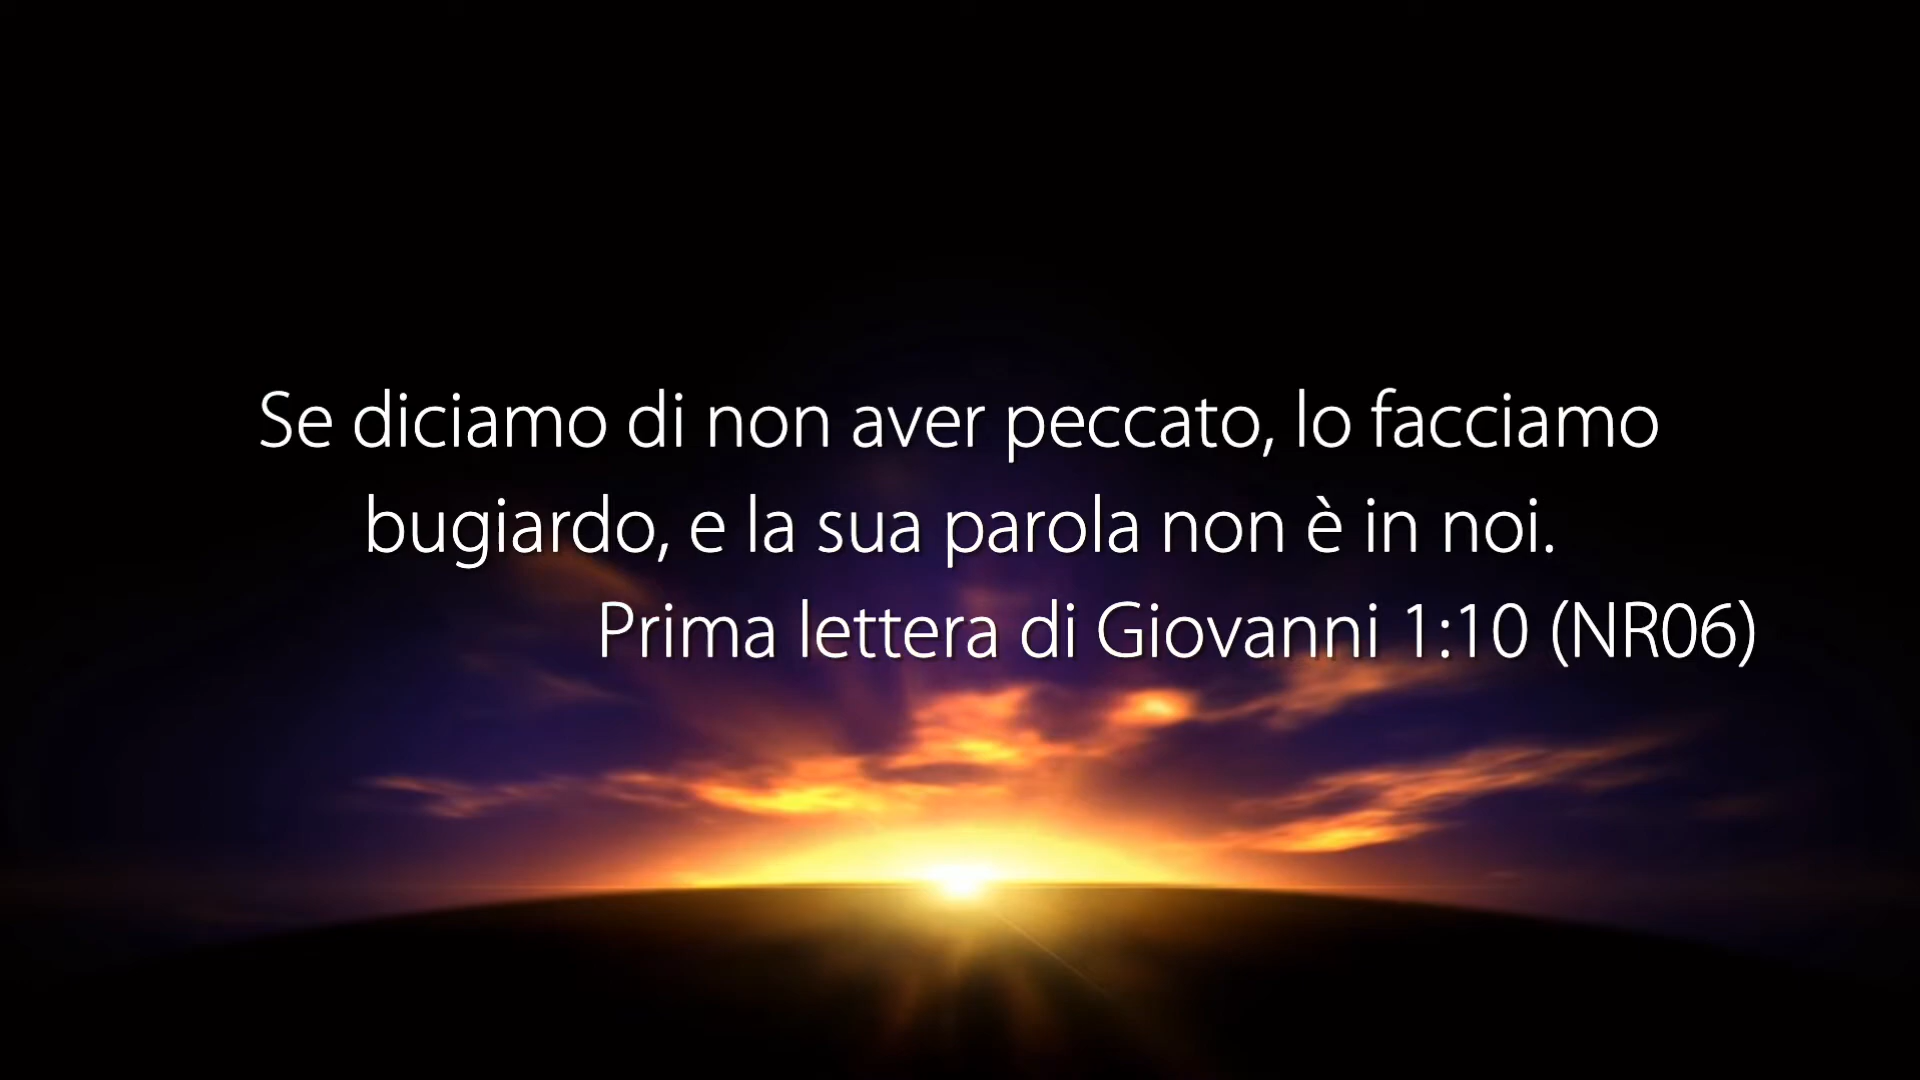 Se diciamo di non aver peccato, lo facciamo
bugiardo, e la sua parola non è in noi.
Prima lettera di Giovanni 1:10 (NR06)